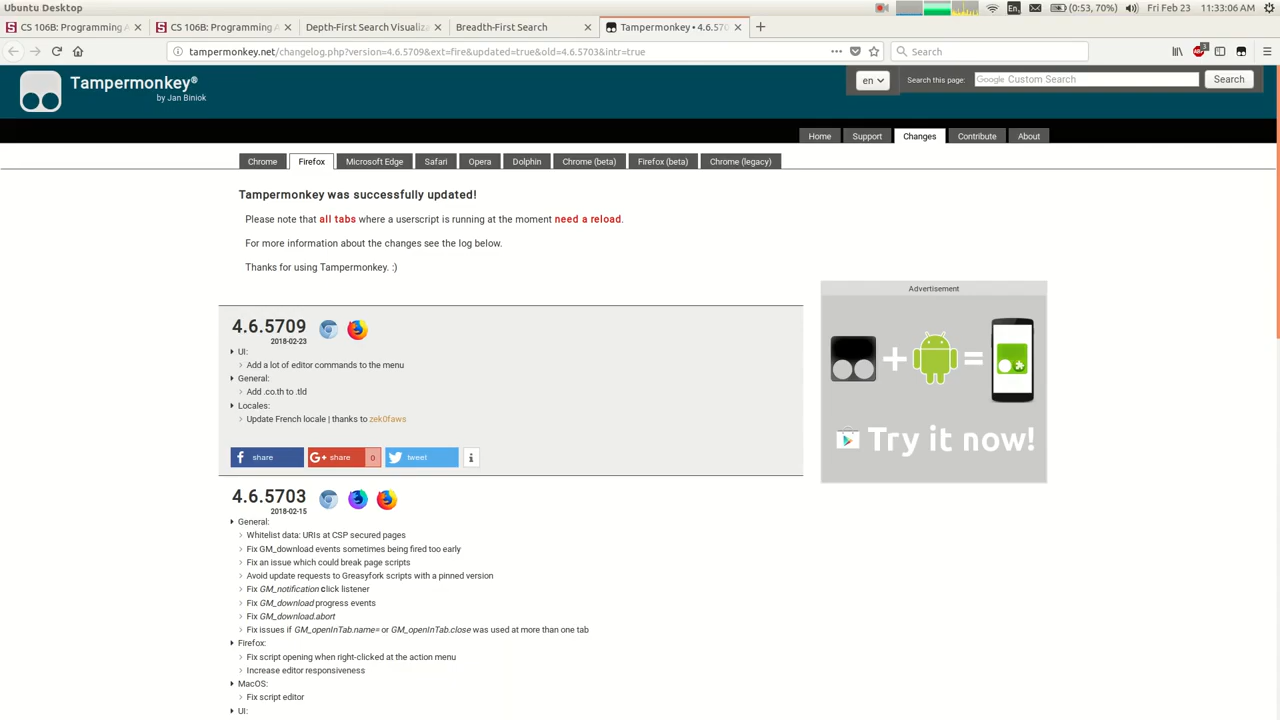 Ubuntu Desktop
En
(0:53, 70%)
Fri Feb 23
11:33:06 AM
CS 106B: Programming A
CS 106B: Programming A
Depth-First Search Visualiza
Breadth-First Search
Tampermonkey • 4.6.570
tampermonkey.net/changelog.php?version=4.6.5709&ext=fire&updated=true&old=4.6.5703&intr=true
Search
Tampermonkey®
by Jan Biniok
en
Search this page:
Google Custom Search
Search
Home
Support
Changes
Contribute
About
Chrome
Firefox
Microsoft Edge
Safari
Opera
Dolphin
Chrome (beta)
Firefox (beta)
Chrome (legacy)
Tampermonkey was successfully updated!
Please note that all tabs where a userscript is running at the moment need a reload.
For more information about the changes see the log below.
Thanks for using Tampermonkey. :)
Advertisement
Try it now!
4.6.5709
2018-02-23
UI:
Add a lot of editor commands to the menu
General:
Add .co.th to .tld
Locales:
Update French locale | thanks to zek0faws
share
G+ share
0
tweet
4.6.5703
2018-02-15
General:
Whitelist data: URIs at CSP secured pages
Fix GM_download events sometimes being fired too early
Fix an issue which could break page scripts
Avoid update requests to Greasyfork scripts with a pinned version
Fix GM_notification click listener
Fix GM_download progress events
Fix GM_download.abort
Fix issues if GM_openInTab.name= or GM_openInTab.close was used at more than one tab
Firefox:
Fix script opening when right-clicked at the action menu
Increase editor responsiveness
MacOS:
Fix script editor
UI: